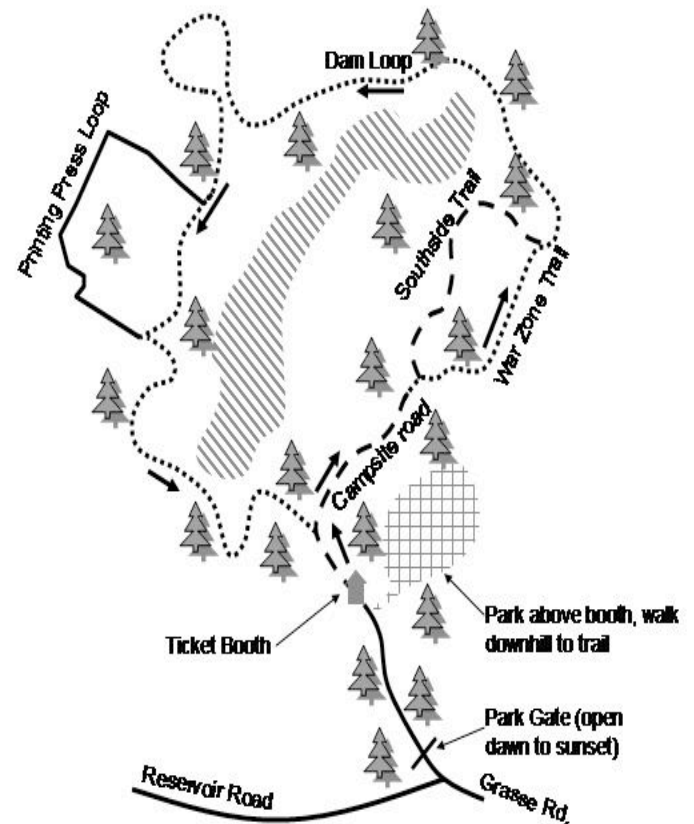 Dam Loop
Printing Press Loop
Southside Trail
War Zone Trail
Campsite road
Park above booth, walk
downhill to trail
Ticket Booth
Park Gate (open
dawn to sunset)
Reservoir Road
Grasse Rd.